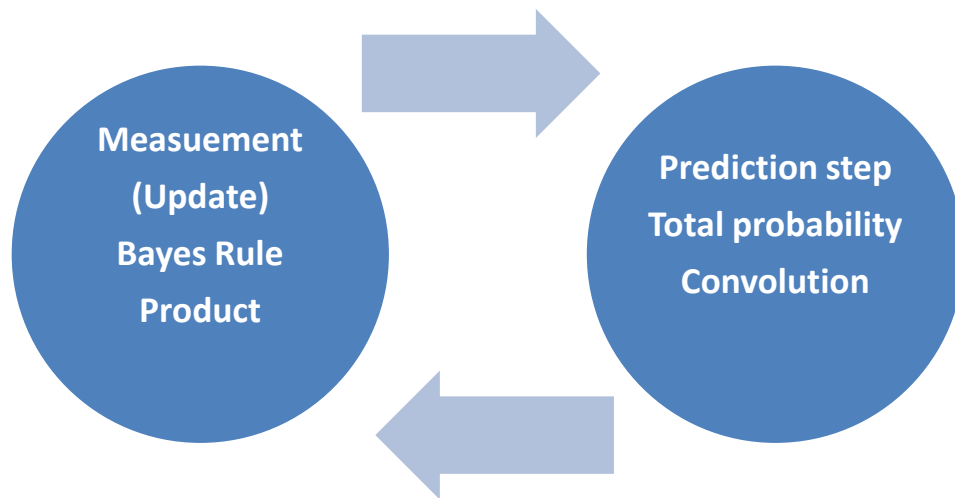 Measuement
(Update)
Bayes Rule
Product
Prediction step
Total probability
Convolution